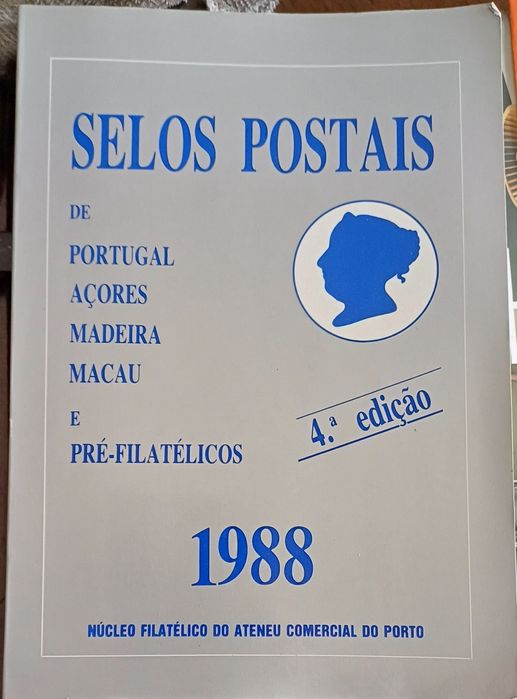 SELOS POSTAIS
DE
PORTUGAL
AÇORES
MADEIRA
MACAU
E
PRÉ-FILATÉLICOS
4.ª edição
1988
NÚCLEO FILATÉLICO DO ATENEU COMERCIAL DO PORTO